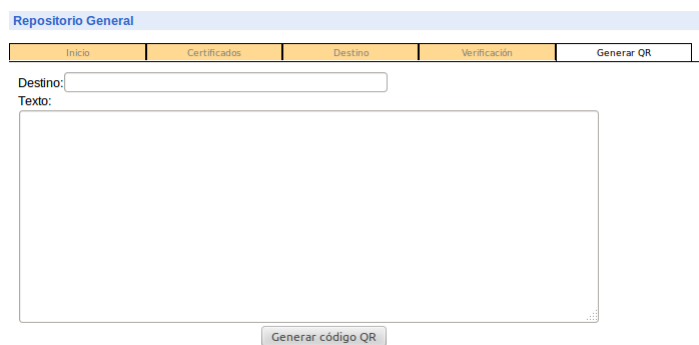 Repositorio General
Inicio Certificados Destino Verificación Generar QR
Destino:
Texto:
Generar código QR